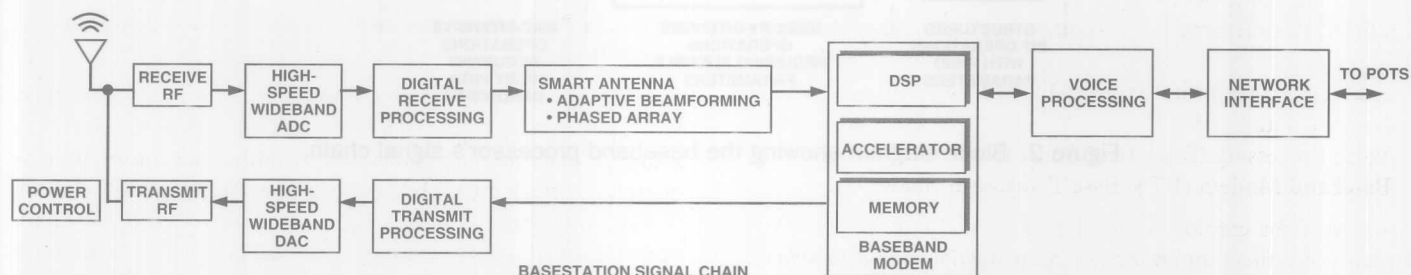 RECEIVE
RF
HIGH-
SPEED
WIDEBAND
ADC
DIGITAL
RECEIVE
PROCESSING
SMART ANTENNA
• ADAPTIVE BEAMFORMING
• PHASED ARRAY
DSP
ACCELERATOR
MEMORY
BASEBAND
MODEM
VOICE
PROCESSING
NETWORK
INTERFACE
TO POTS
POWER
CONTROL
TRANSMIT
RF
HIGH-
SPEED
WIDEBAND
DAC
DIGITAL
TRANSMIT
PROCESSING
BASESTATION SIGNAL CHAIN